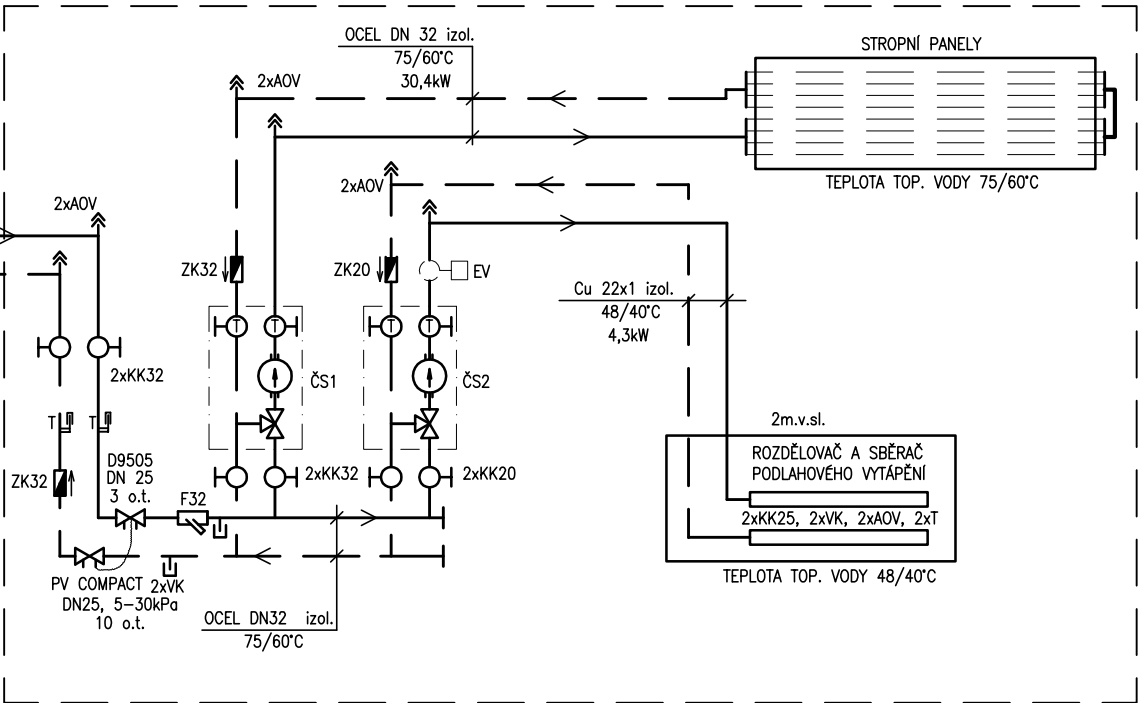 OCEL DN 32 izol.
75/60°C
30,4kW
STROPNÍ PANELY
2xAOV
TEPLOTA TOP. VODY 75/60°C
2xAOV
2xAOV
ZK32
ZK20
EV
Cu 22x1 izol.
48/40°C
4,3kW
T
T
T
T
2xKK32
ČS1
ČS2
T
T
2m.v.sl.
ROZDĚLOVAČ A SBĚRAČ
PODLAHOVÉHO VYTÁPĚNÍ
D9505
DN 25
3 o.t.
ZK32
F32
2xKK32
2xKK20
2xKK25, 2xVK, 2xAOV, 2xT
TEPLOTA TOP. VODY 48/40°C
PV COMPACT
2xVK
DN25, 5-30kPa
10 o.t.
OCEL DN32 izol.
75/60°C